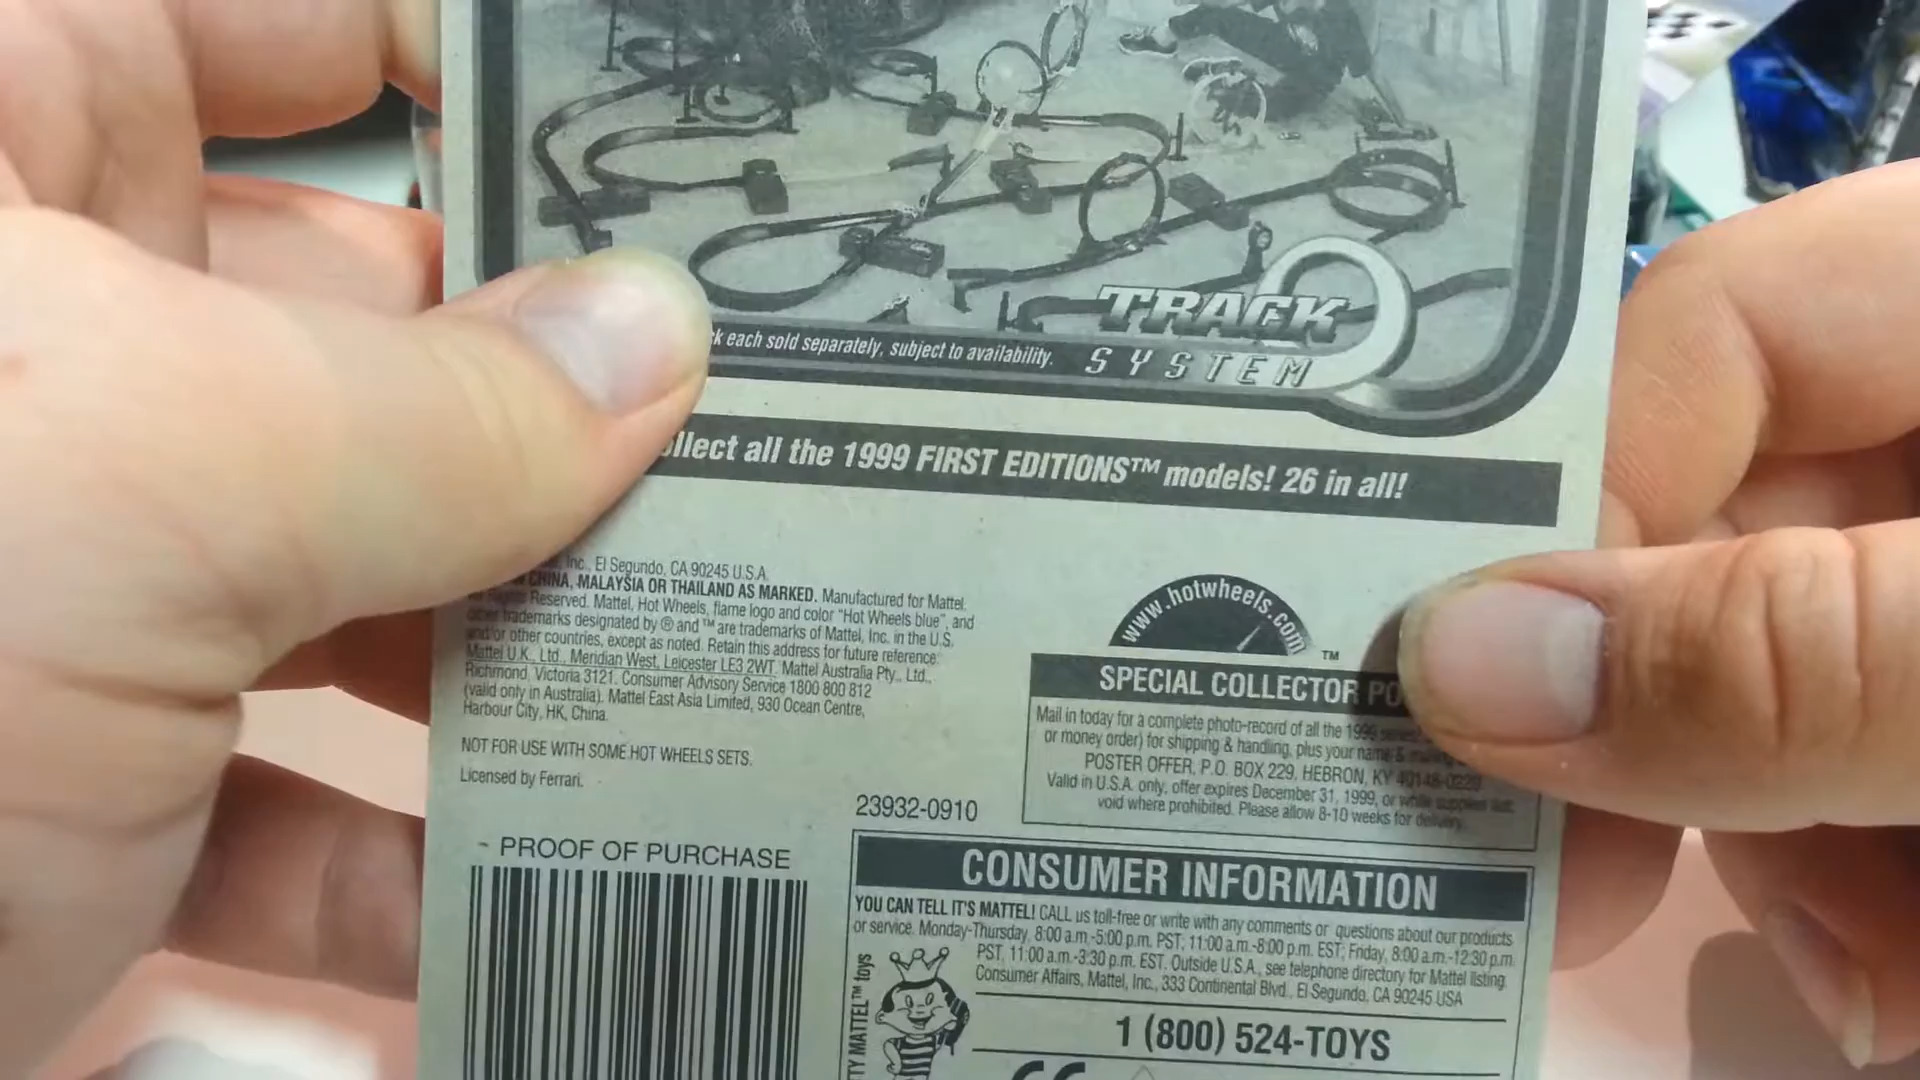 k each sold separately, subject to availability.
TRACK
SYSTEM
llect all the 1999 FIRST EDITIONS™ models! 26 in all!
Inc., El Segundo, CA 90245 U.S.A.
CHINA, MALAYSIA OR THAILAND AS MARKED. Manufactured for Mattel.
Rights Reserved. Mattel, Hot Wheels, flame logo and color "Hot Wheels blue", and
other trademarks designated by ® and ™ are trademarks of Mattel, Inc. in the U.S.
and/or other countries, except as noted. Retain this address for future reference:
Mattel U.K., Ltd., Meridian West, Leicester LE3 2WT. Mattel Australia Pty., Ltd.,
Richmond, Victoria 3121. Consumer Advisory Service 1800 800 812
(valid only in Australia). Mattel East Asia Limited, 930 Ocean Centre,
Harbour City, HK, China.
NOT FOR USE WITH SOME HOT WHEELS SETS.
Licensed by Ferrari.
www.hotwheels.com
™
SPECIAL COLLECTOR PO
Mail in today for a complete photo-record of all the 1999
or money order) for shipping & handling, plus your name &
POSTER OFFER, P.O. BOX 229, HEBRON, KY 40148-0229
Valid in U.S.A. only, offer expires December 31, 1999, or while supplies last;
void where prohibited. Please allow 8-10 weeks for delivery.
23932-0910
PROOF OF PURCHASE
CONSUMER INFORMATION
YOU CAN TELL IT'S MATTEL! CALL us toll-free or write with any comments or questions about our products
or service. Monday-Thursday, 8:00 a.m.-5:00 p.m. PST; 11:00 a.m.-8:00 p.m. EST; Friday, 8:00 a.m.-12:30 p.m.
PST, 11:00 a.m.-3:30 p.m. EST. Outside U.S.A., see telephone directory for Mattel listing.
Consumer Affairs, Mattel, Inc., 333 Continental Blvd., El Segundo, CA 90245 USA
1 (800) 524-TOYS
TY MATTEL™ toys
CE